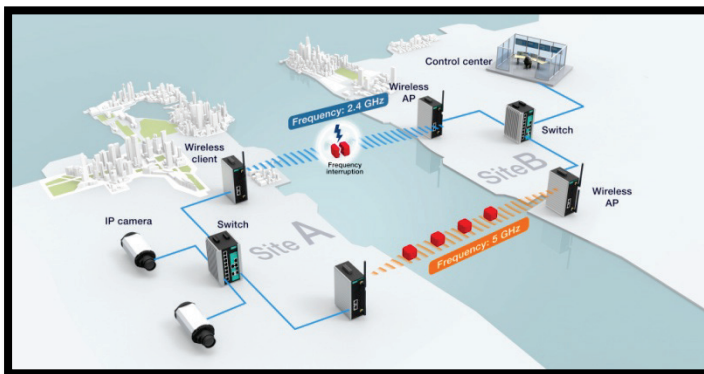 Control center
Wireless
AP
Frequency: 2.4 GHz
Switch
Wireless
client
Frequency
interruption
Site B
Wireless
AP
IP camera
Switch
Site A
Frequency: 5 GHz